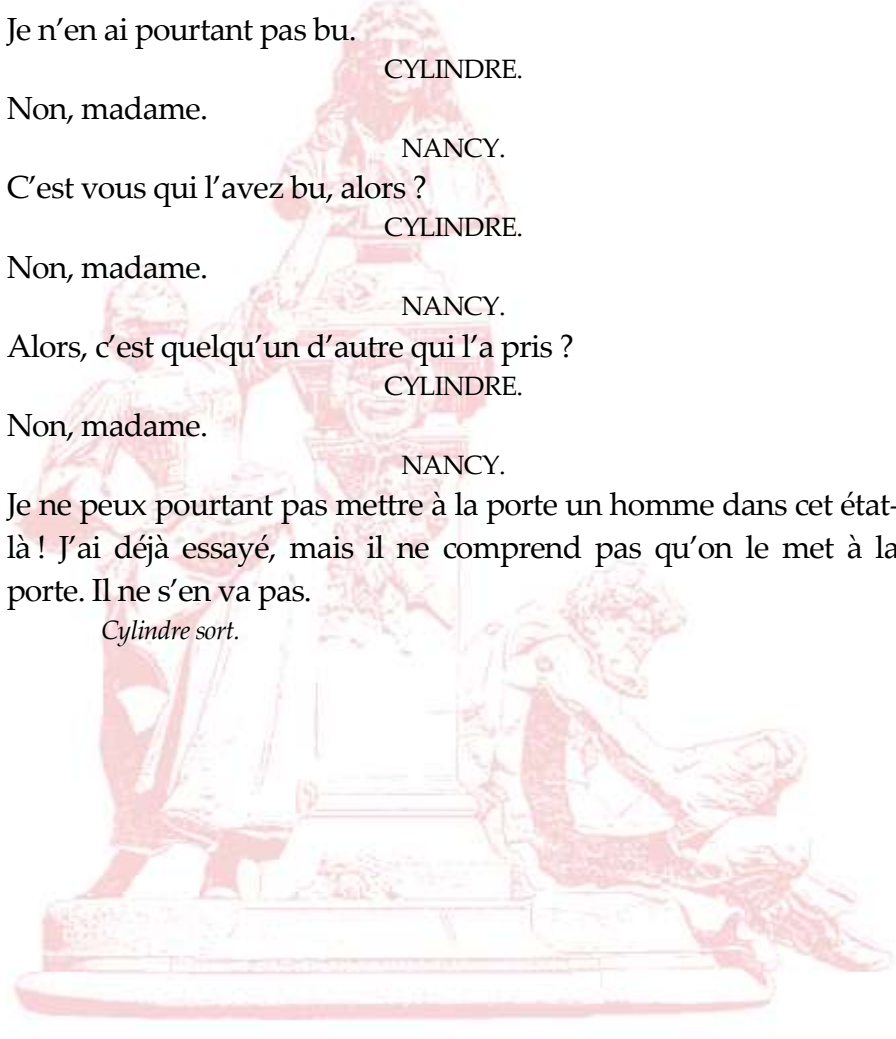 Je n’en ai pourtant pas bu.
CYLINDRE.
Non, madame.
NANCY.
C’est vous qui l’avez bu, alors ?
CYLINDRE.
Non, madame.
NANCY.
Alors, c’est quelqu’un d’autre qui l’a pris ?
CYLINDRE.
Non, madame.
NANCY.
Je ne peux pourtant pas mettre à la porte un homme dans cet état-
là ! J’ai déjà essayé, mais il ne comprend pas qu’on le met à la
porte. Il ne s’en va pas.
Cylindre sort.